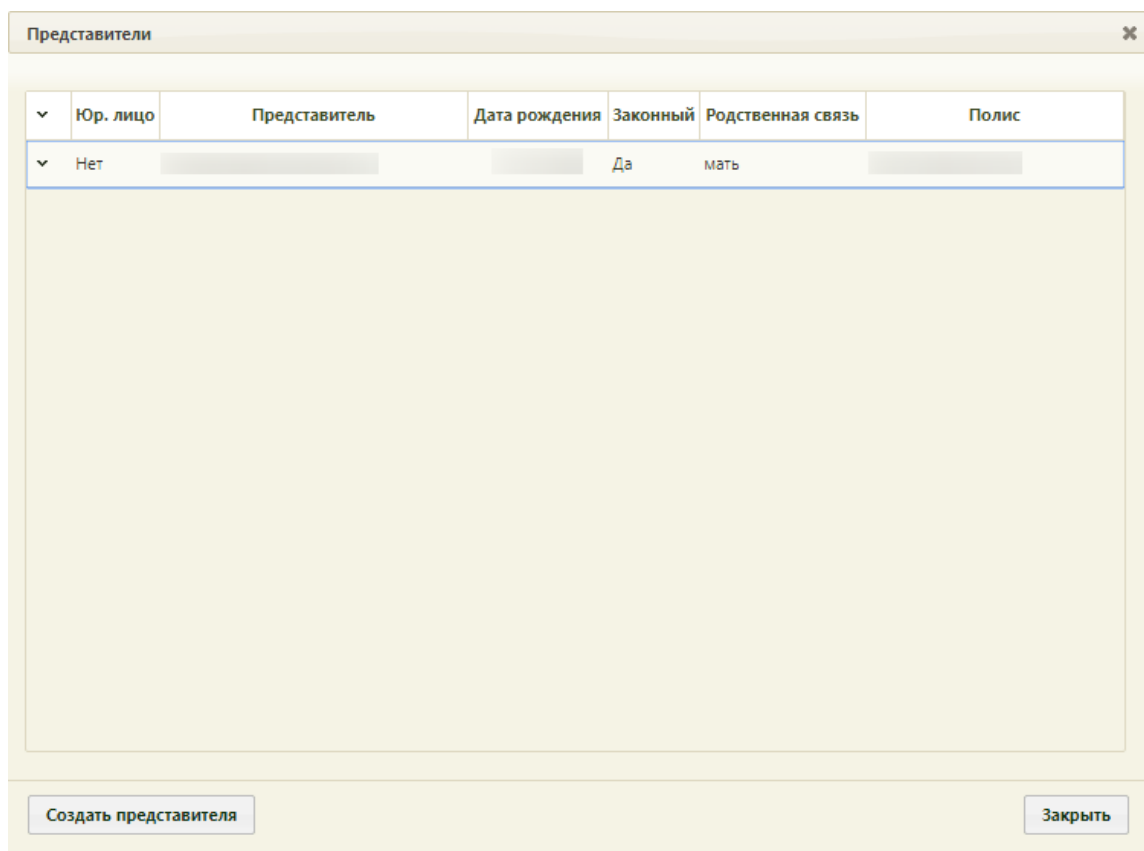 Представители
Юр. лицо Представитель Дата рождения Законный Родственная связь Полис
Нет Да мать
Создать представителя Закрыть